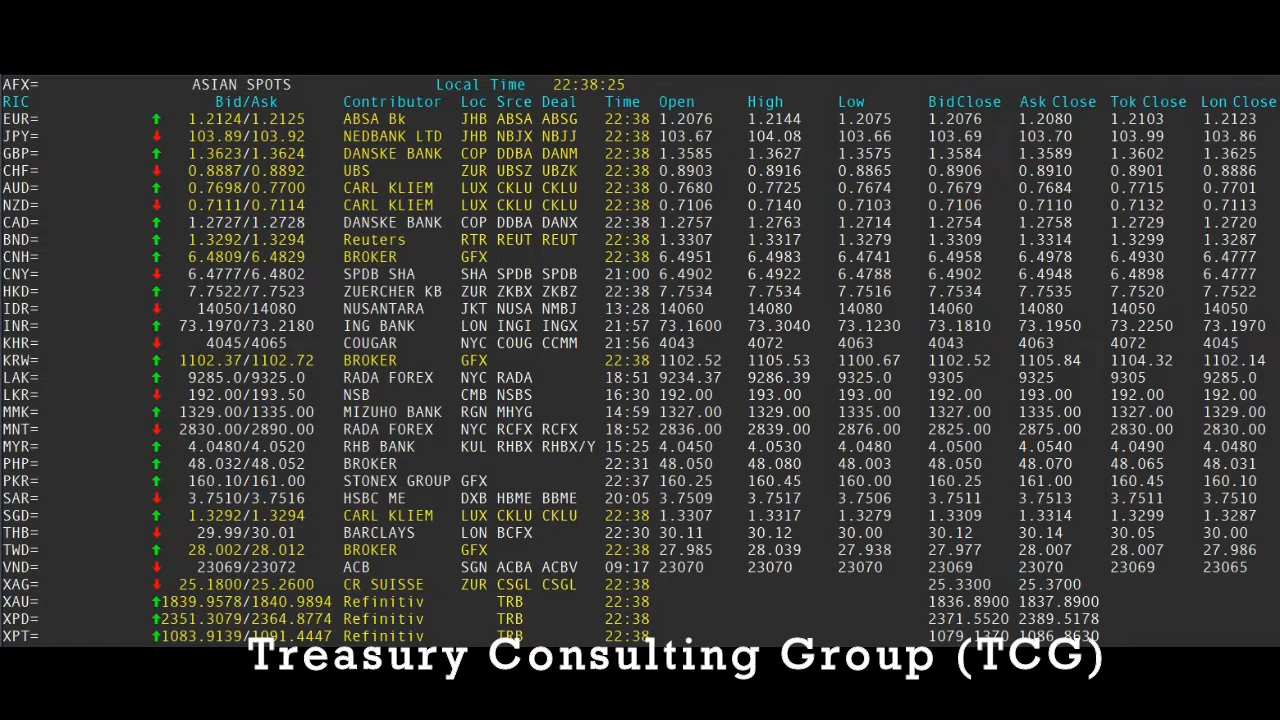 AFX= ASIAN SPOTS Local Time 22:38:25
RIC Bid/Ask Contributor Loc Srce Deal Time Open High Low Bid Close Ask Close Tok Close Lon Close
EUR= ↑ 1.2124/1.2125 ABSA Bk JHB ABSA ABSG 22:38 1.2076 1.2144 1.2075 1.2076 1.2080 1.2103 1.2123
JPY= ↓ 103.89/103.92 NEDBANK LTD JHB NBJX NBJJ 22:38 103.67 104.08 103.66 103.69 103.70 103.99 103.86
GBP= ↑ 1.3623/1.3624 DANSKE BANK COP DDBA DANM 22:38 1.3585 1.3627 1.3575 1.3584 1.3589 1.3602 1.3625
CHF= ↓ 0.8887/0.8892 UBS ZUR UBSZ UBZK 22:38 0.8903 0.8916 0.8865 0.8906 0.8910 0.8901 0.8886
AUD= ↑ 0.7698/0.7700 CARL KLIEM LUX CKLU CKLU 22:38 0.7680 0.7725 0.7674 0.7679 0.7684 0.7715 0.7701
NZD= ↓ 0.7111/0.7114 CARL KLIEM LUX CKLU CKLU 22:38 0.7106 0.7140 0.7103 0.7106 0.7110 0.7132 0.7113
CAD= ↑ 1.2727/1.2728 DANSKE BANK COP DDBA DANX 22:38 1.2757 1.2763 1.2714 1.2754 1.2758 1.2729 1.2720
BND= ↑ 1.3292/1.3294 Reuters RTR REUT REUT 22:38 1.3307 1.3317 1.3279 1.3309 1.3314 1.3299 1.3287
CNH= ↑ 6.4809/6.4829 BROKER GFX 22:38 6.4951 6.4983 6.4741 6.4958 6.4978 6.4930 6.4806
CNY= ↓ 6.4777/6.4802 SPDB SHA SHA SPDB SPDB 21:00 6.4902 6.4922 6.4788 6.4902 6.4948 6.4898 6.4777
HKD= ↑ 7.7522/7.7523 ZUERCHER KB ZUR ZKBX ZKBZ 22:38 7.7534 7.7535 7.7516 7.7534 7.7535 7.7520 7.7522
IDR= ↓ 14050/14080 NUSANTARA JKT NUSA NMBJ 13:28 14060 14080 14060 14060 14080 14050 14050
INR= ↑ 73.1970/73.2180 ING BANK LON INGI INGX 21:57 73.1600 73.3040 73.1230 73.1810 73.1950 73.2250 73.1970
KHR= ↓ 4045/4065 COUGAR NYC COUG CCMM 21:56 4043 4072 4063 4043 4063 4072 4045
KRW= ↑ 1102.37/1102.72 BROKER GFX 22:38 1102.52 1105.53 1100.67 1102.52 1105.84 1104.32 1102.14
LAK= ↑ 9285.0/9325.0 RADA FOREX NYC RADA 18:51 9234.37 9286.39 9325.0 9305 9325 9305 9285.0
LKR= ↓ 192.00/193.50 NSB CMB NSBS 16:30 192.00 193.00 193.00 192.00 193.00 192.00 192.00
MMK= ↑ 1329.00/1335.00 MIZUHO BANK RGN MHYG 14:59 1327.00 1329.00 1335.00 1327.00 1335.00 1327.00 1329.00
MNT= ↓ 2830.00/2890.00 RADA FOREX NYC RCFX RCFX 18:52 2836.00 2839.00 2876.00 2825.00 2875.00 2830.00 2830.00
MYR= ↑ 4.0480/4.0520 RHB BANK KUL RHBX RHBX/Y 15:25 4.0450 4.0530 4.0480 4.0500 4.0540 4.0490 4.0480
PHP= ↑ 48.032/48.052 BROKER 22:31 48.050 48.080 48.003 48.050 48.070 48.065 48.031
PKR= ↑ 160.10/161.00 STONEX GROUP GFX 22:37 160.25 160.45 160.00 160.25 161.00 160.45 160.10
SAR= ↓ 3.7510/3.7516 HSBC ME DXB HBME BBME 20:05 3.7509 3.7517 3.7506 3.7511 3.7513 3.7511 3.7510
SGD= ↑ 1.3292/1.3294 CARL KLIEM LUX CKLU CKLU 22:38 1.3307 1.3317 1.3279 1.3309 1.3314 1.3299 1.3287
THB= ↓ 29.99/30.01 BARCLAYS LON BCFX 22:30 30.11 30.12 30.00 30.12 30.14 30.05 30.00
TWD= ↑ 28.002/28.012 BROKER GFX 22:38 27.985 28.039 27.938 27.977 28.007 28.007 27.986
VND= ↓ 23069/23072 ACB SGN ACBA ACBV 09:17 23070 23070 23070 23069 23070 23069 23065
XAG= ↓ 25.1800/25.2600 CR SUISSE ZUR CSGL CSGL 22:38 25.3300 25.3700
XAU= ↑1839.9578/1840.9894 Refinitiv TRB 22:38 1836.8900 1837.8900
XPD= ↑2351.3079/2364.8774 Refinitiv TRB 22:38 2371.5520 2389.5178
XPT= ↑1083.9139/1091.4447 Refinitiv TRB 22:38 1079.1370 1086.8630
Treasury Consulting Group (TCG)